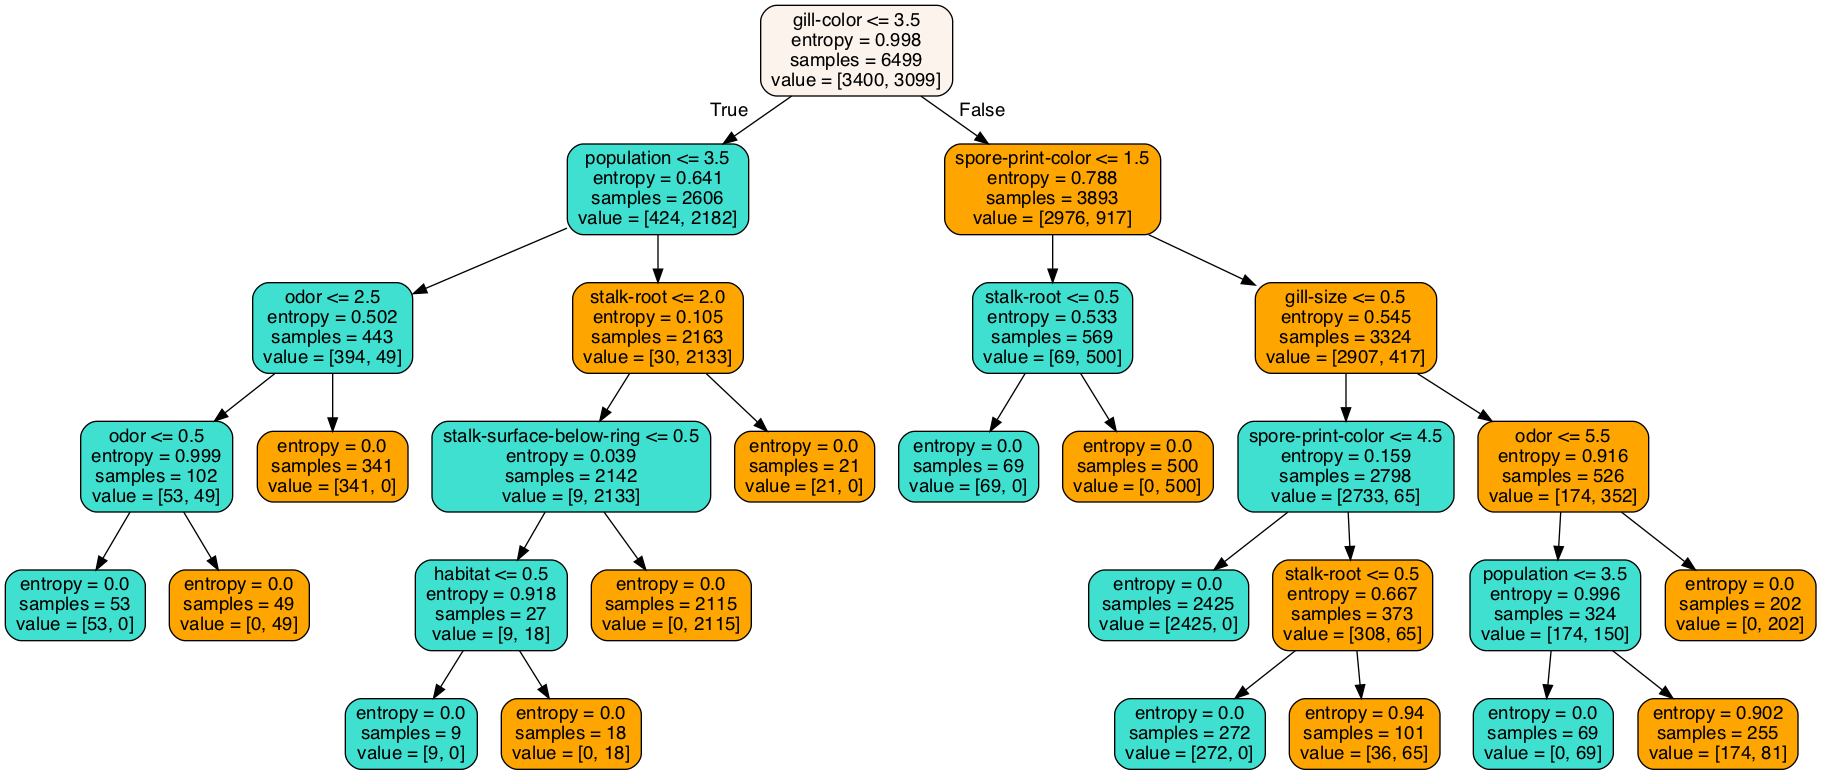 gill-color <= 3.5
entropy = 0.998
samples = 6499
value = [3400, 3099]
True
False
population <= 3.5
entropy = 0.641
samples = 2606
value = [424, 2182]
spore-print-color <= 1.5
entropy = 0.788
samples = 3893
value = [2976, 917]
odor <= 2.5
entropy = 0.502
samples = 443
value = [394, 49]
stalk-root <= 2.0
entropy = 0.105
samples = 2163
value = [30, 2133]
stalk-root <= 0.5
entropy = 0.533
samples = 569
value = [69, 500]
gill-size <= 0.5
entropy = 0.545
samples = 3324
value = [2907, 417]
odor <= 0.5
entropy = 0.999
samples = 102
value = [53, 49]
entropy = 0.0
samples = 341
value = [341, 0]
stalk-surface-below-ring <= 0.5
entropy = 0.039
samples = 2142
value = [9, 2133]
entropy = 0.0
samples = 21
value = [21, 0]
entropy = 0.0
samples = 69
value = [69, 0]
entropy = 0.0
samples = 500
value = [0, 500]
spore-print-color <= 4.5
entropy = 0.159
samples = 2798
value = [2733, 65]
odor <= 5.5
entropy = 0.916
samples = 526
value = [174, 352]
entropy = 0.0
samples = 53
value = [53, 0]
entropy = 0.0
samples = 49
value = [0, 49]
habitat <= 0.5
entropy = 0.918
samples = 27
value = [9, 18]
entropy = 0.0
samples = 2115
value = [0, 2115]
entropy = 0.0
samples = 2425
value = [2425, 0]
stalk-root <= 0.5
entropy = 0.667
samples = 373
value = [308, 65]
population <= 3.5
entropy = 0.996
samples = 324
value = [174, 150]
entropy = 0.0
samples = 202
value = [0, 202]
entropy = 0.0
samples = 9
value = [9, 0]
entropy = 0.0
samples = 18
value = [0, 18]
entropy = 0.0
samples = 272
value = [272, 0]
entropy = 0.94
samples = 101
value = [36, 65]
entropy = 0.0
samples = 69
value = [0, 69]
entropy = 0.902
samples = 255
value = [174, 81]